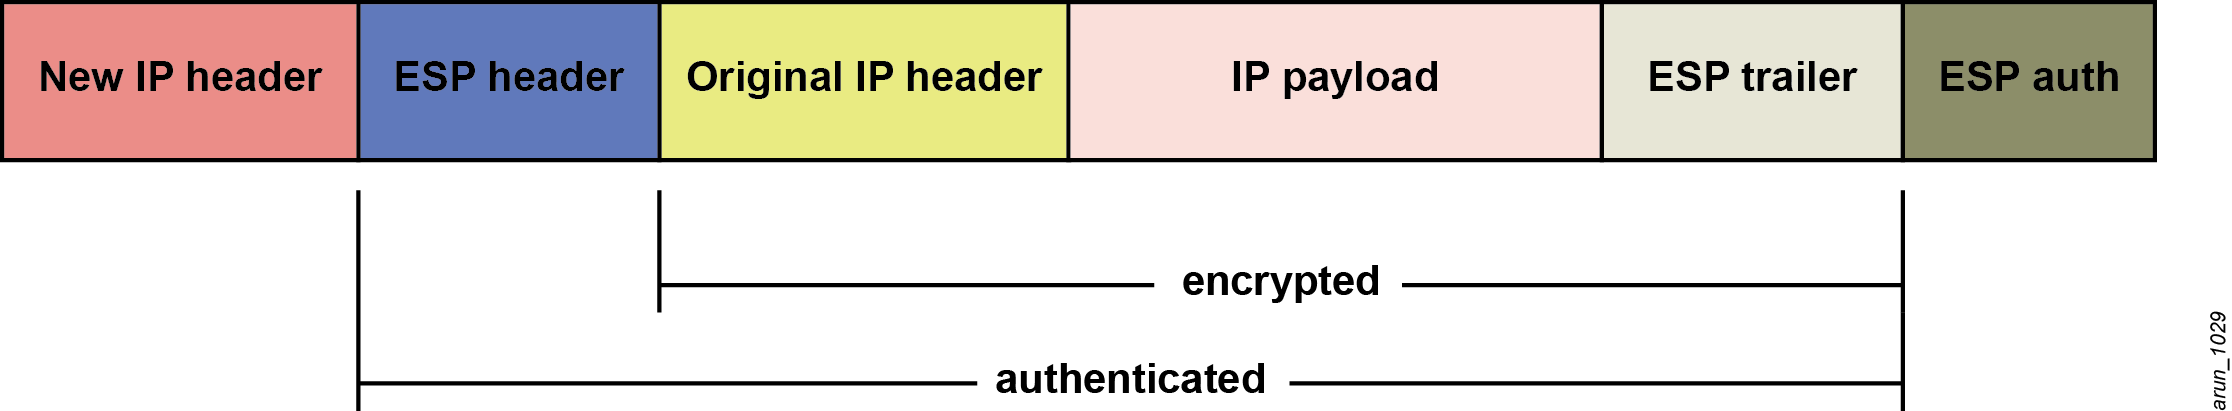 New IP header
ESP header
Original IP header
IP payload
ESP trailer
ESP auth
encrypted
authenticated
arun_1029